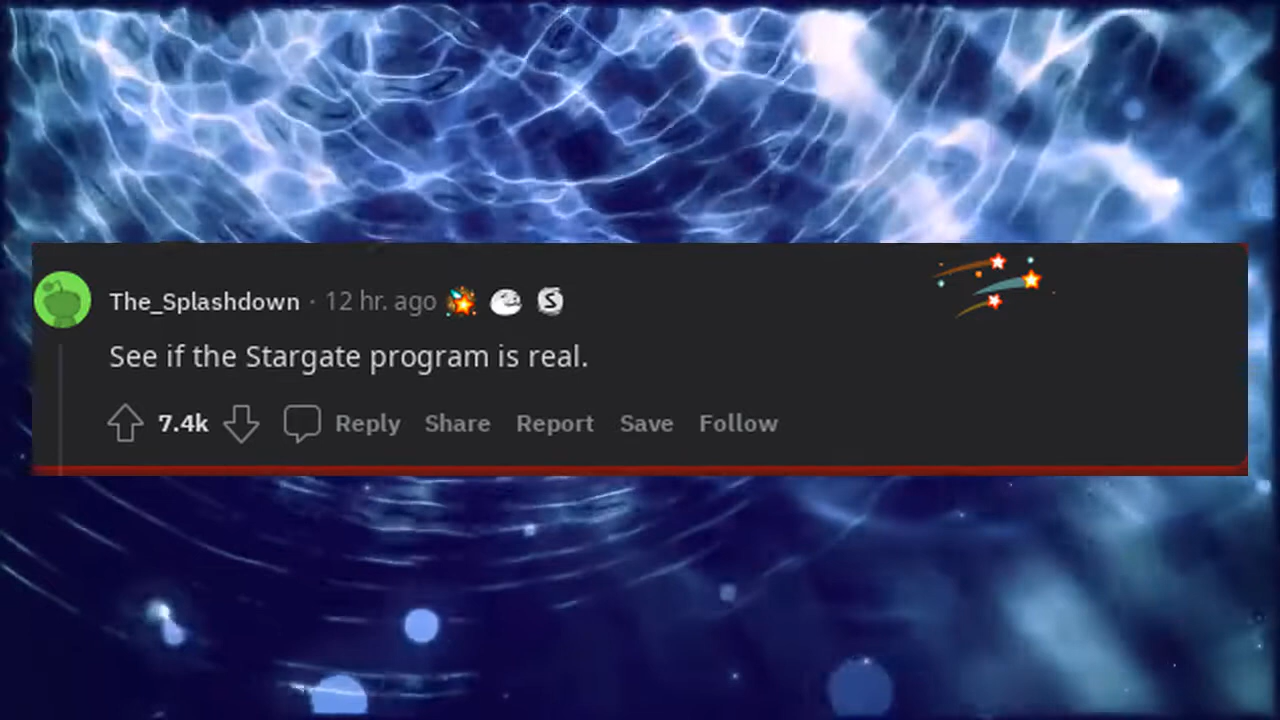 The_Splashdown · 12 hr. ago
See if the Stargate program is real.
7.4k Reply Share Report Save Follow